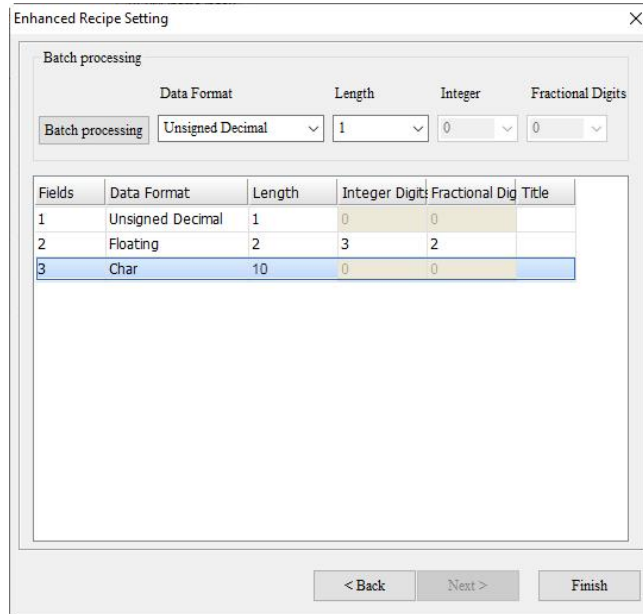 Enhanced Recipe Setting
Batch processing
Data Format Length Integer Fractional Digits
Batch processing Unsigned Decimal 1 0 0
Fields Data Format Length Integer Digits Fractional Dig Title
1 Unsigned Decimal 1 0 0
2 Floating 2 3 2
3 Char 10 0 0
< Back Next > Finish